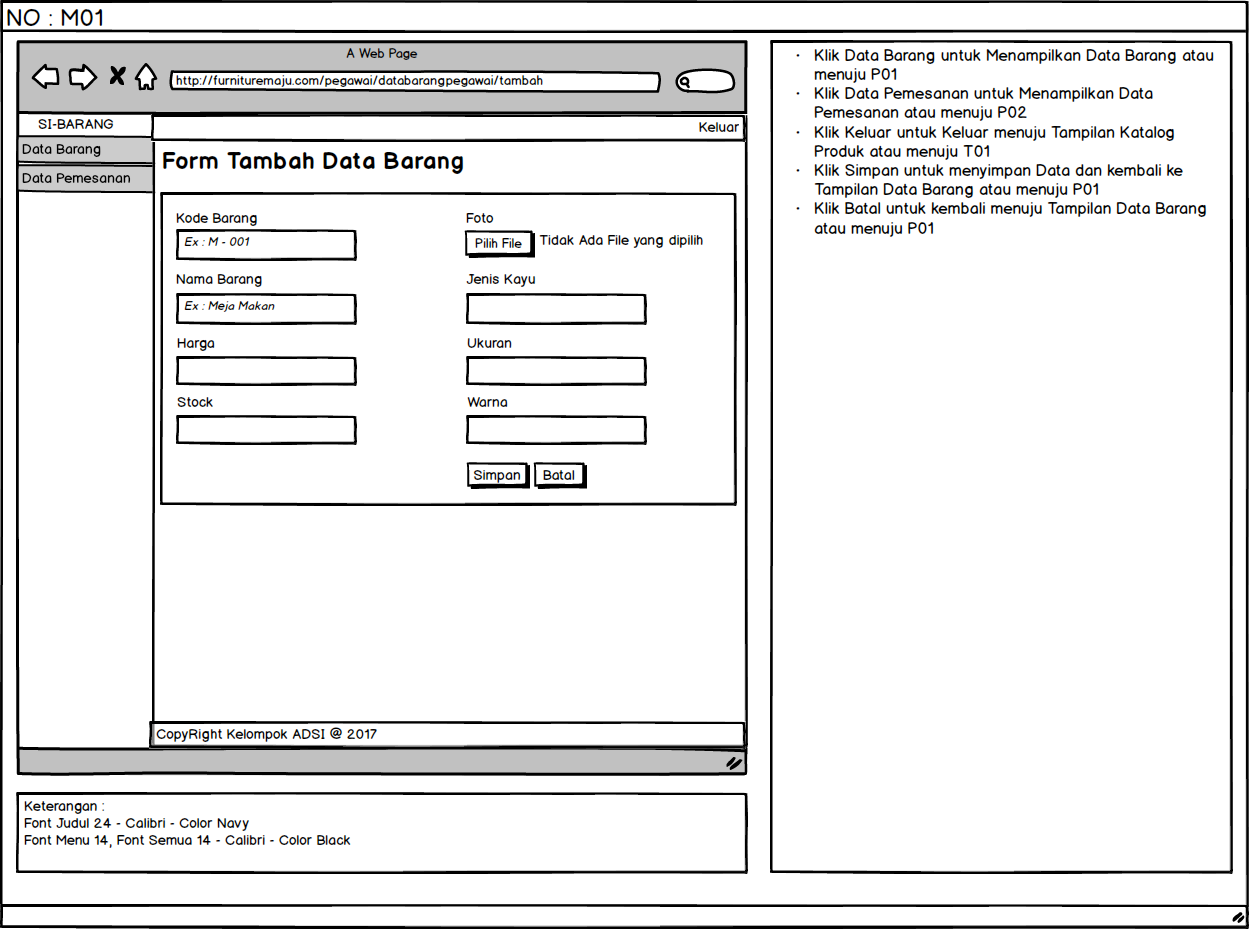 NO : M01
A Web Page
http://furnituremaju.com/pegawai/databarangpegawai/tambah
SI-BARANG
Keluar
Data Barang
Data Pemesanan
Form Tambah Data Barang
Kode Barang
Ex : M - 001
Nama Barang
Ex : Meja Makan
Harga
Stock
Foto
Pilih File
Tidak Ada File yang dipilih
Jenis Kayu
Ukuran
Warna
Simpan
Batal
CopyRight Kelompok ADSI @ 2017
Keterangan :
Font Judul 24 - Calibri - Color Navy
Font Menu 14, Font Semua 14 - Calibri - Color Black
· Klik Data Barang untuk Menampilkan Data Barang atau
menuju P01
· Klik Data Pemesanan untuk Menampilkan Data
Pemesanan atau menuju P02
· Klik Keluar untuk Keluar menuju Tampilan Katalog
Produk atau menuju T01
· Klik Simpan untuk menyimpan Data dan kembali ke
Tampilan Data Barang atau menuju P01
· Klik Batal untuk kembali menuju Tampilan Data Barang
atau menuju P01